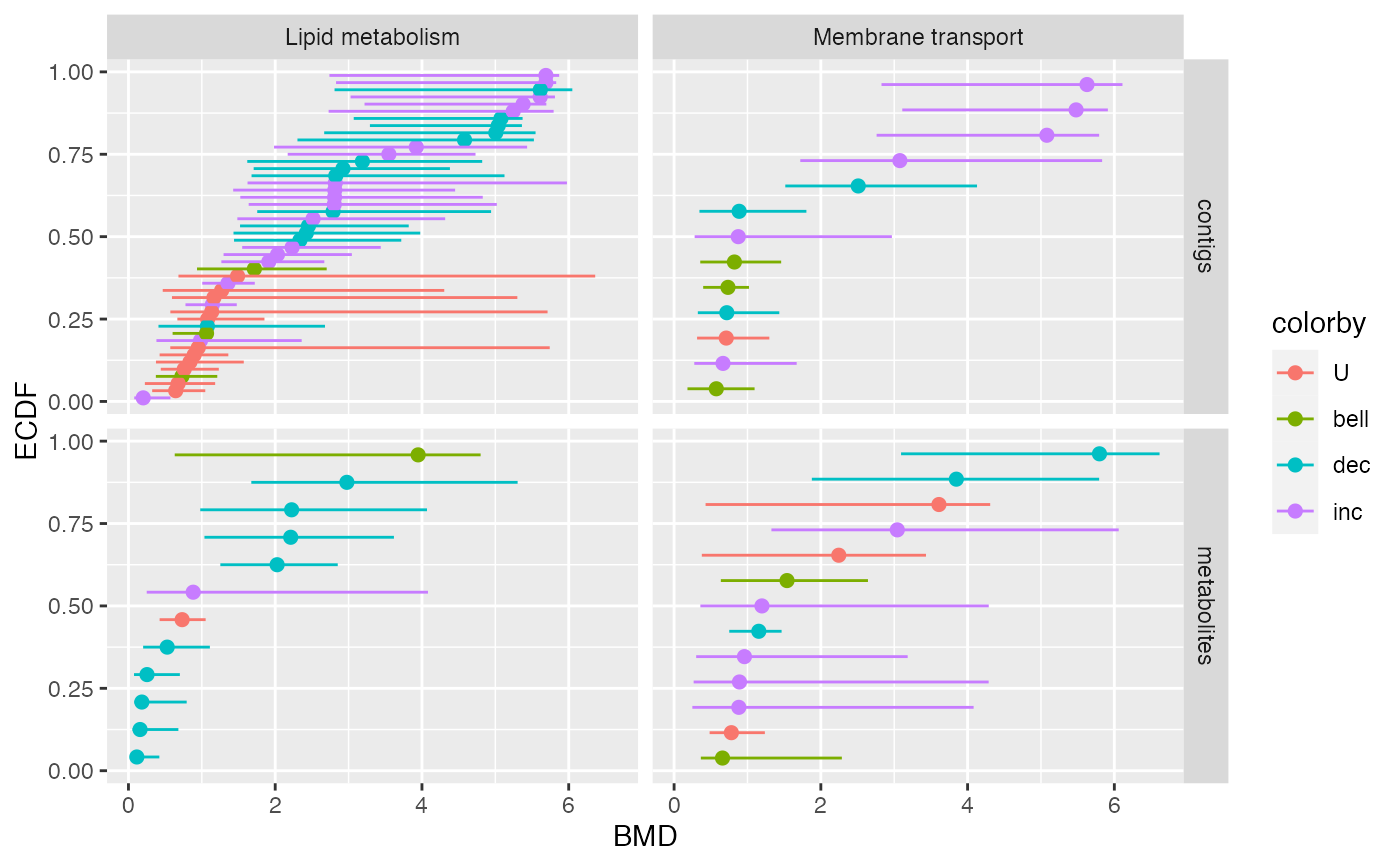 Lipid metabolism
Membrane transport
1.00
0.75
0.50
0.25
0.00
contigs
1.00
0.75
0.50
0.25
0.00
metabolites
0 2 4 6
0 2 4 6
BMD
ECDF
colorby
U
bell
dec
inc